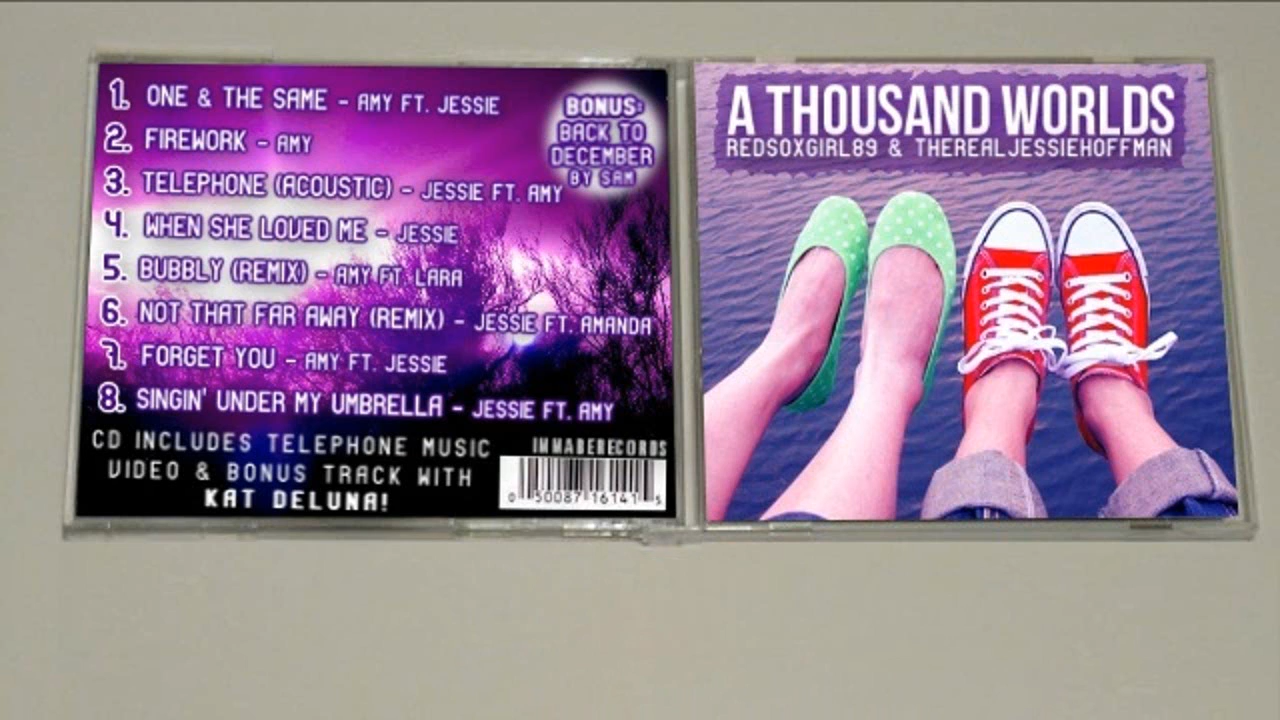 1. ONE & THE SAME - AMY FT. JESSIE
2. FIREWORK - AMY
3. TELEPHONE (ACOUSTIC) - JESSIE FT. AMY
4. WHEN SHE LOVED ME - JESSIE
5. BUBBLY (REMIX) - AMY FT. LARA
6. NOT THAT FAR AWAY (REMIX) - JESSIE FT. AMANDA
7. FORGET YOU - AMY FT. JESSIE
8. SINGIN' UNDER MY UMBRELLA - JESSIE FT. AMY
BONUS:
BACK TO
DECEMBER
BY SAM
CD INCLUDES TELEPHONE MUSIC
VIDEO & BONUS TRACK WITH
KAT DELUNA!
IMMABERECORDS
0 50087 16141 5
A THOUSAND WORLDS
REDSOXGIRL89 & THEREALJESSIEHOFFMAN